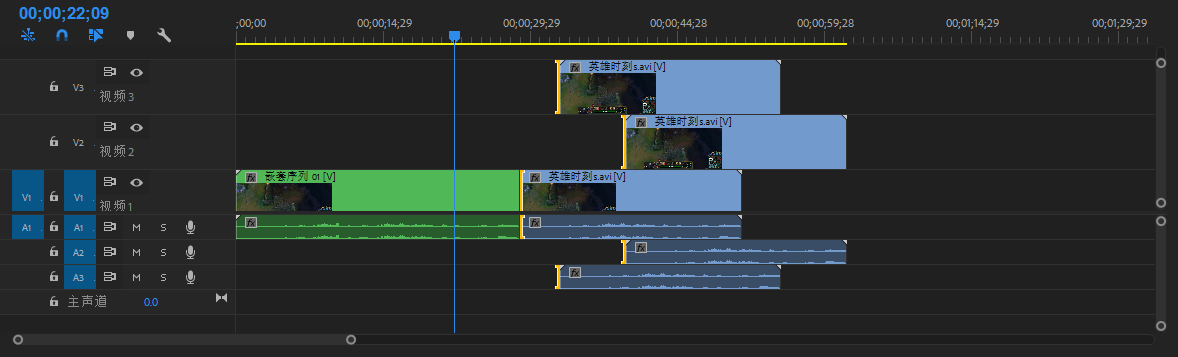 00;00;22;09
;00;00
00;00;14;29
00;00;29;29
00;00;44;28
00;00;59;28
00;01;14;29
00;01;29;29
V3
视频 3
fx 英雄时刻s.avi [V]
V2
视频 2
fx 英雄时刻s.avi [V]
V1 V1
视频 1
fx 嵌套序列 01 [V]
fx 英雄时刻s.avi [V]
A1 A1 M S fx fx
A2 M S fx
A3 M S fx
主声道 0.0